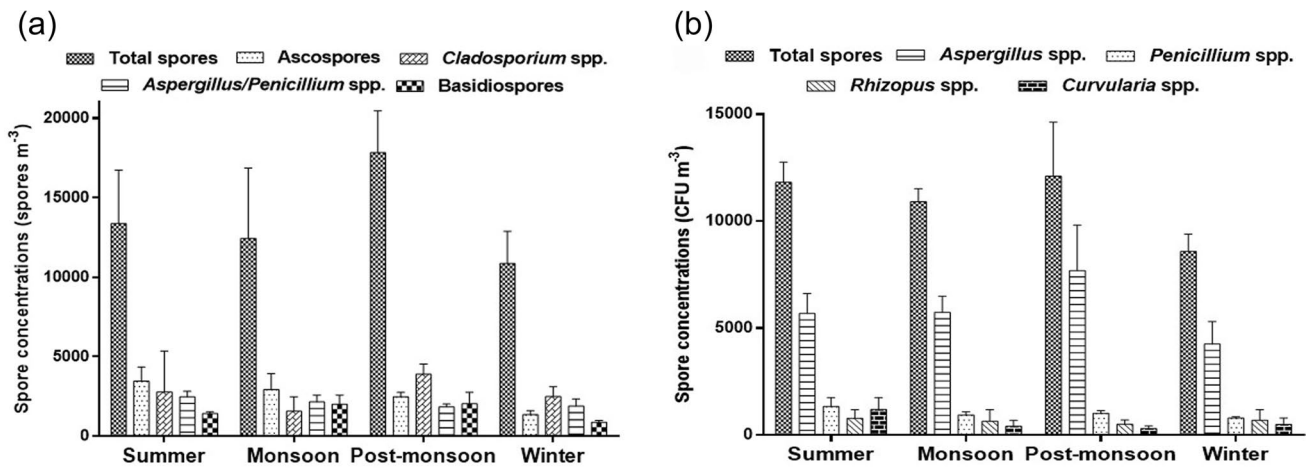 (a)
Total spores Ascospores Cladosporium spp.
Aspergillus/Penicillium spp. Basidiospores
Spore concentrations (spores m⁻³)
20000
15000
10000
5000
0
Summer Monsoon Post-monsoon Winter
(b)
Total spores Aspergillus spp. Penicillium spp.
Rhizopus spp. Curvularia spp.
Spore concentrations (CFU m⁻³)
15000
10000
5000
0
Summer Monsoon Post-monsoon Winter